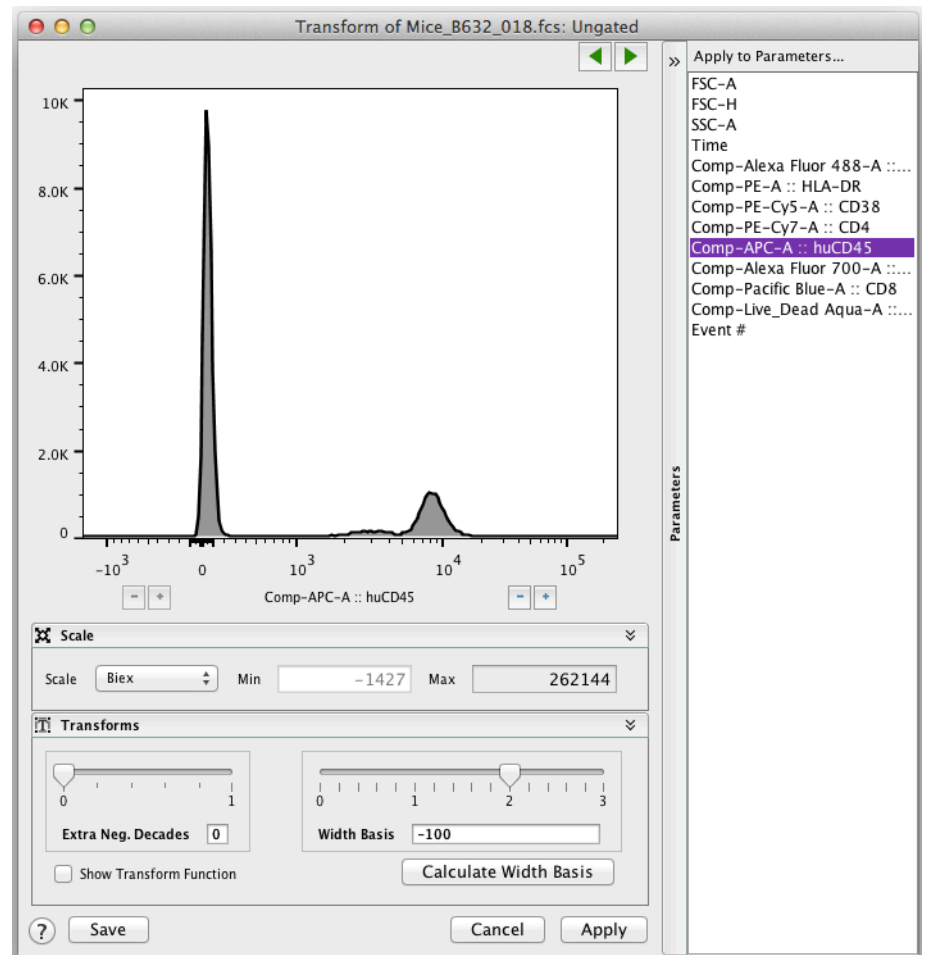 Transform of Mice_B632_018.fcs: Ungated
»
Apply to Parameters...
FSC-A
FSC-H
SSC-A
Time
Comp-Alexa Fluor 488-A ::...
Comp-PE-A :: HLA-DR
Comp-PE-Cy5-A :: CD38
Comp-PE-Cy7-A :: CD4
Comp-APC-A :: huCD45
Comp-Alexa Fluor 700-A ::...
Comp-Pacific Blue-A :: CD8
Comp-Live_Dead Aqua-A ::...
Event #
Parameters
10K
8.0K
6.0K
4.0K
2.0K
0
-10³ 0 10³ 10⁴ 10⁵
- + Comp-APC-A :: huCD45 - +
Scale
Scale Biex Min -1427 Max 262144
Transforms
0 1 0 1 2 3
Extra Neg. Decades 0 Width Basis -100
Show Transform Function Calculate Width Basis
? Save Cancel Apply